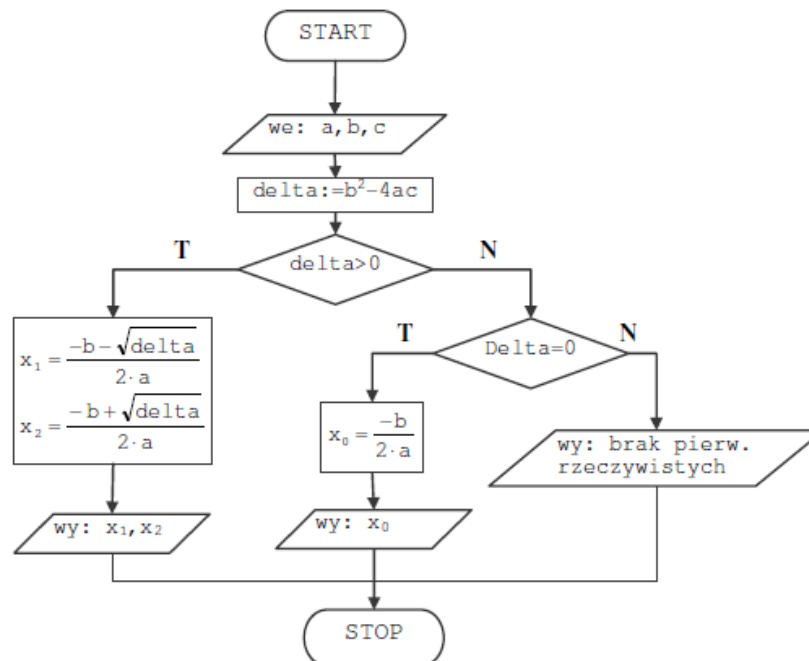 START
we: a,b,c
delta:=b²-4ac
delta>0
T
N
x₁ = (-b-√delta)/(2·a)
x₂ = (-b+√delta)/(2·a)
Delta=0
T
N
x₀ = -b/(2·a)
wy: brak pierw.
rzeczywistych
wy: x₁,x₂
wy: x₀
STOP